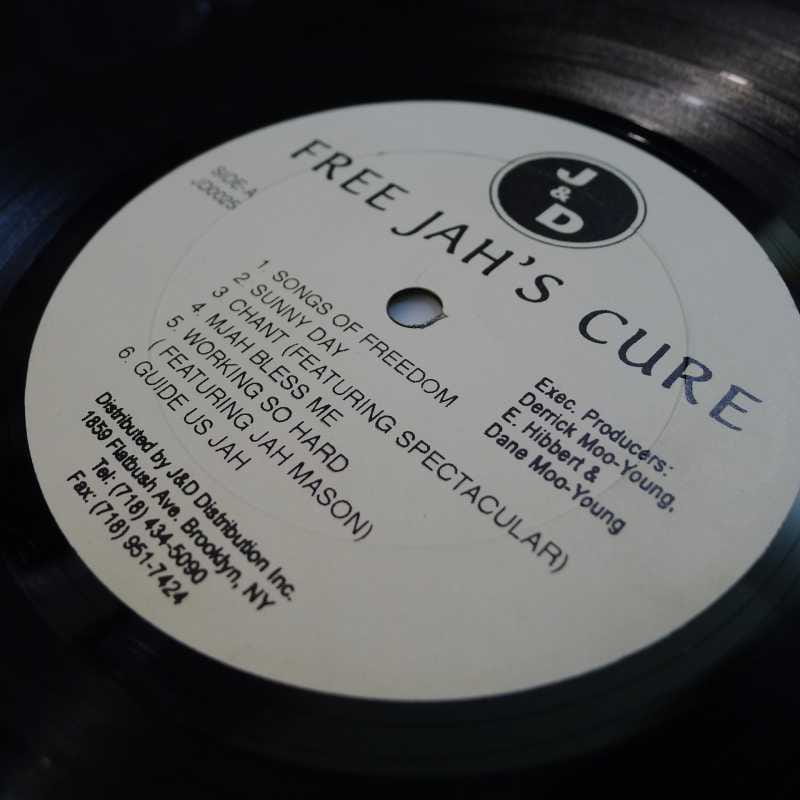 J
&
D
FREE JAH'S CURE
SIDE-A
JD0025
1. SONGS OF FREEDOM
2. SUNNY DAY
3. CHANT (FEATURING SPECTACULAR)
4. MJAH BLESS ME
5. WORKING SO HARD
( FEATURING JAH MASON)
6. GUIDE US JAH
Exec. Producers:
Derrick Moo-Young,
E. Hibbert &
Dane Moo-Young
Distributed by J&D Distribution Inc.
1859 Flatbush Ave. Brooklyn, NY
Tel: (718) 434-5090
Fax: (718) 951-7424